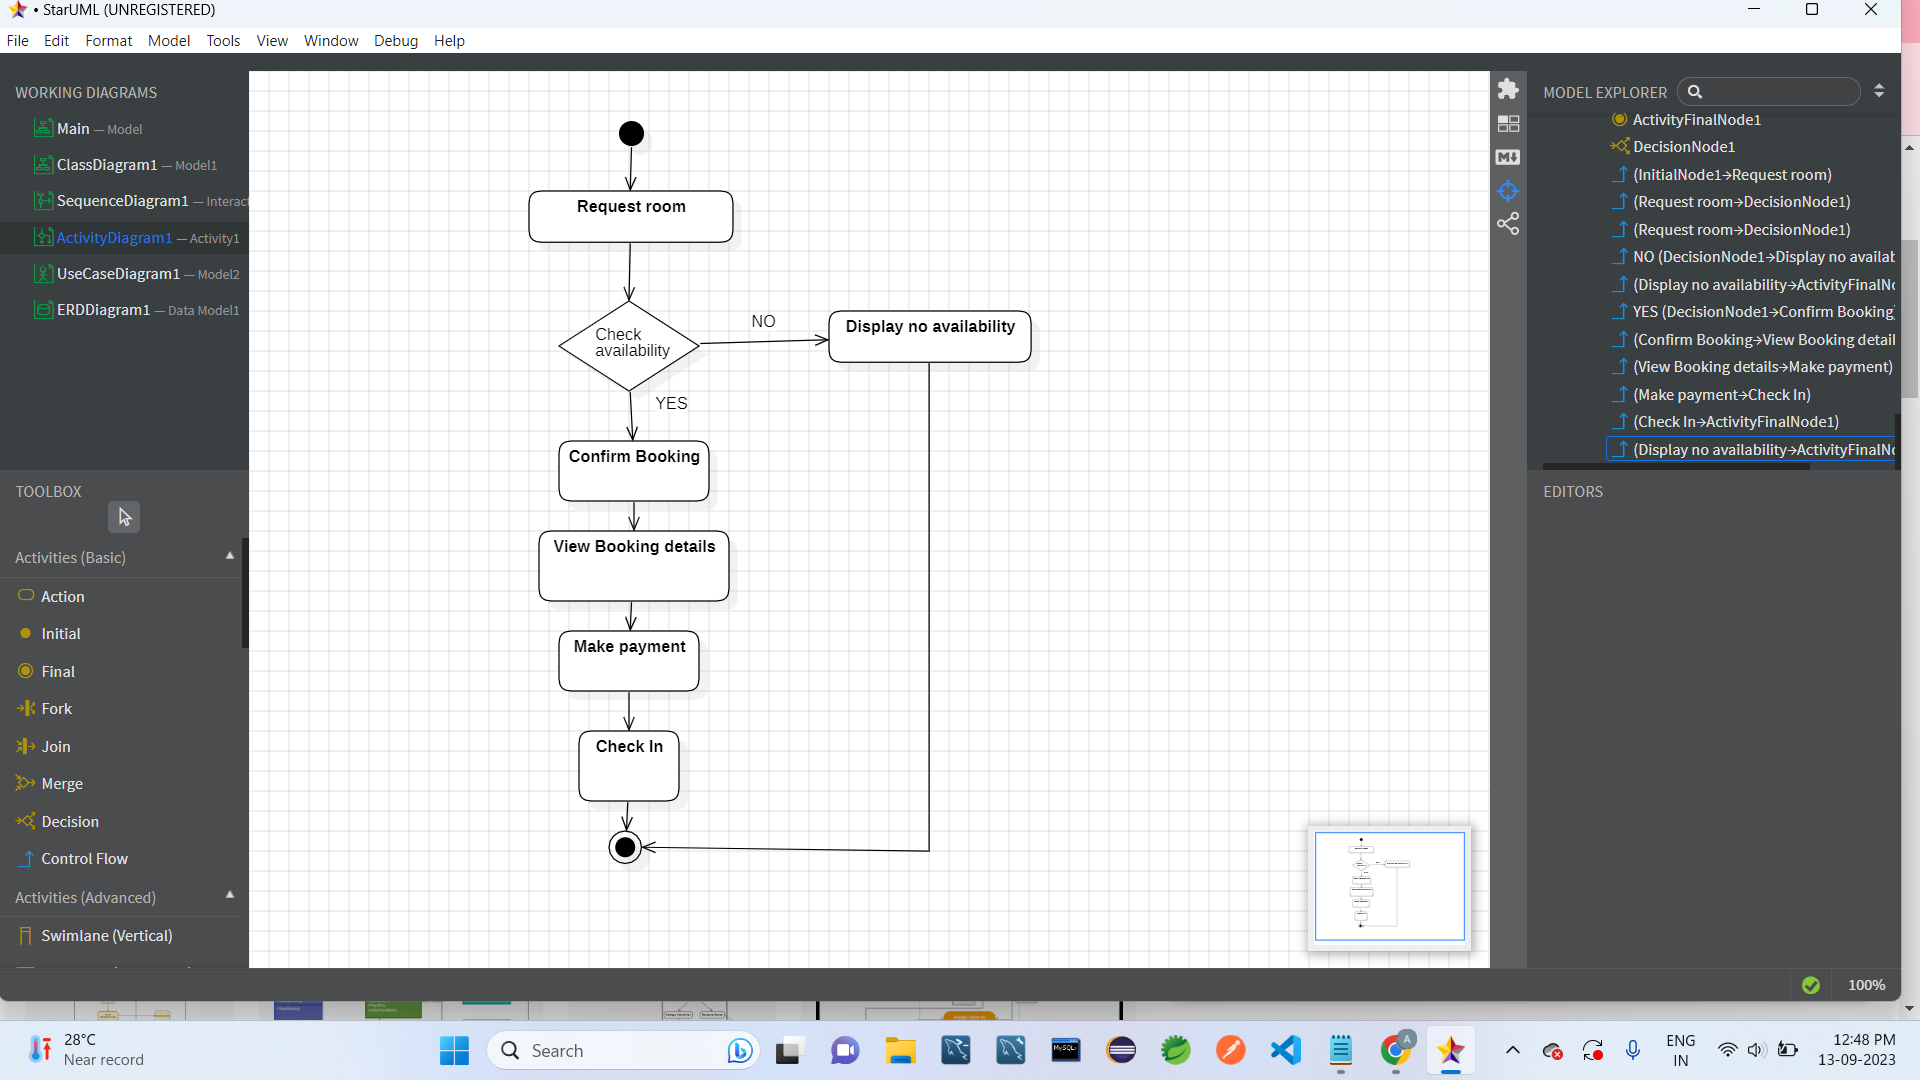 • StarUML (UNREGISTERED)
File Edit Format Model Tools View Window Debug Help
WORKING DIAGRAMS
Main — Model
ClassDiagram1 — Model1
SequenceDiagram1 — Interact
ActivityDiagram1 — Activity1
UseCaseDiagram1 — Model2
ERDDiagram1 — Data Model1
TOOLBOX
Activities (Basic)
Action
Initial
Final
Fork
Join
Merge
Decision
Control Flow
Activities (Advanced)
Swimlane (Vertical)
Request room
Check
availability
NO
Display no availability
YES
Confirm Booking
View Booking details
Make payment
Check In
MODEL EXPLORER
ActivityFinalNode1
DecisionNode1
(InitialNode1→Request room)
(Request room→DecisionNode1)
(Request room→DecisionNode1)
NO (DecisionNode1→Display no availab
(Display no availability→ActivityFinalNo
YES (DecisionNode1→Confirm Booking)
(Confirm Booking→View Booking detail
(View Booking details→Make payment)
(Make payment→Check In)
(Check In→ActivityFinalNode1)
(Display no availability→ActivityFinalNo
EDITORS
100%
28°C
Near record
Search
MySQL
A
ENG
IN
12:48 PM
13-09-2023